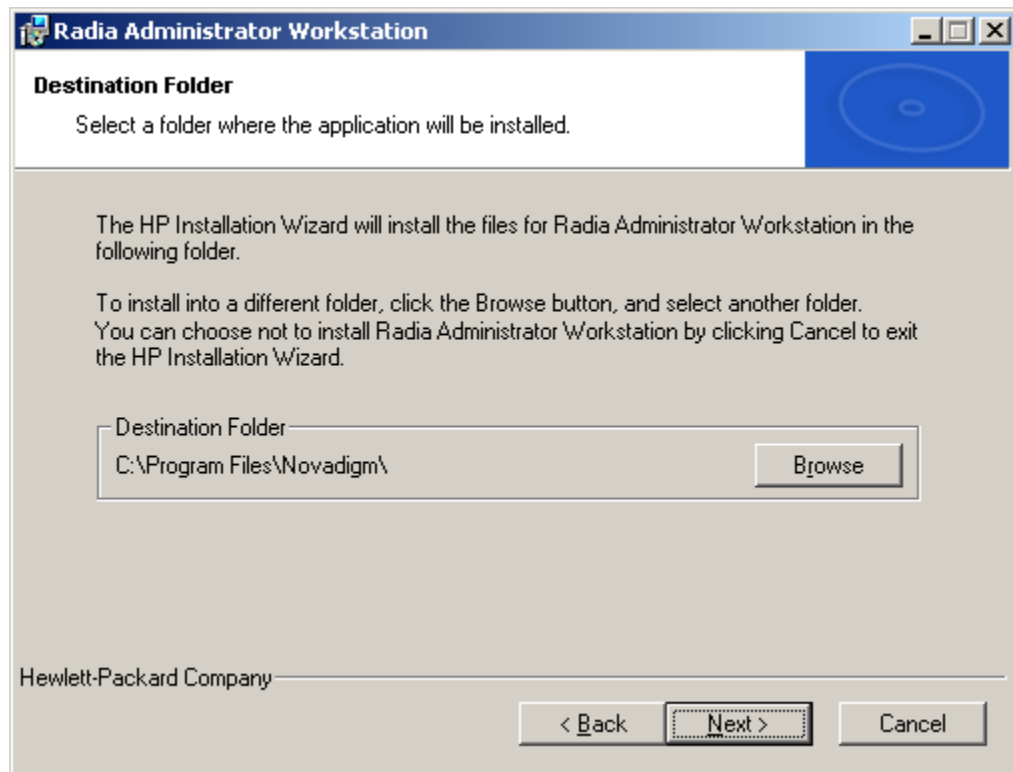 Radia Administrator Workstation
Destination Folder
Select a folder where the application will be installed.
The HP Installation Wizard will install the files for Radia Administrator Workstation in the
following folder.
To install into a different folder, click the Browse button, and select another folder.
You can choose not to install Radia Administrator Workstation by clicking Cancel to exit
the HP Installation Wizard.
Destination Folder
C:\Program Files\Novadigm\
Browse
Hewlett-Packard Company
< Back
Next >
Cancel